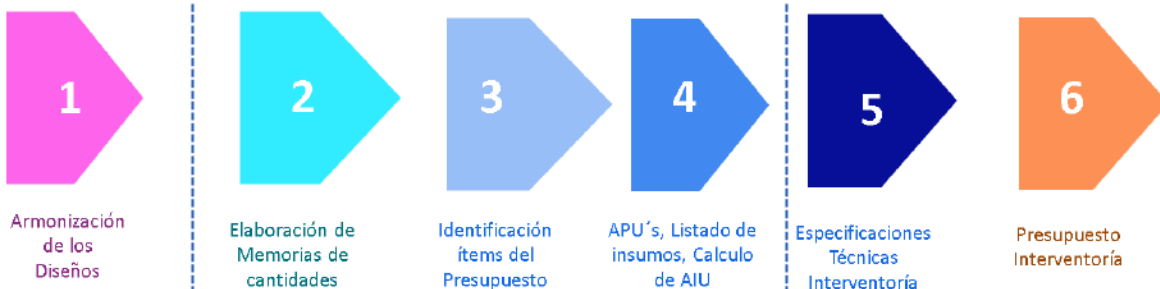 1
2
3
4
5
6
Armonización
de los
Diseños
Elaboración de
Memorias de
cantidades
Identificación
ítems del
Presupuesto
APU´s, Listado de
insumos, Calculo
de AIU
Especificaciones
Técnicas
Interventoría
Presupuesto
Interventoría